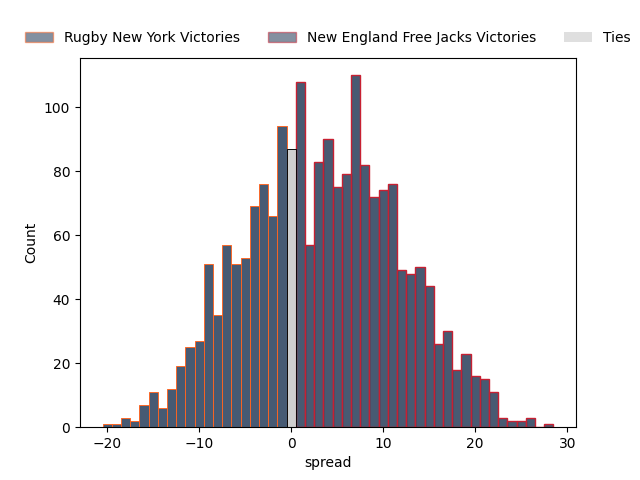 Rugby New York Victories New England Free Jacks Victories Ties
100
80
60
40
20
0
Count
−20 −10 0 10 20 30
spread